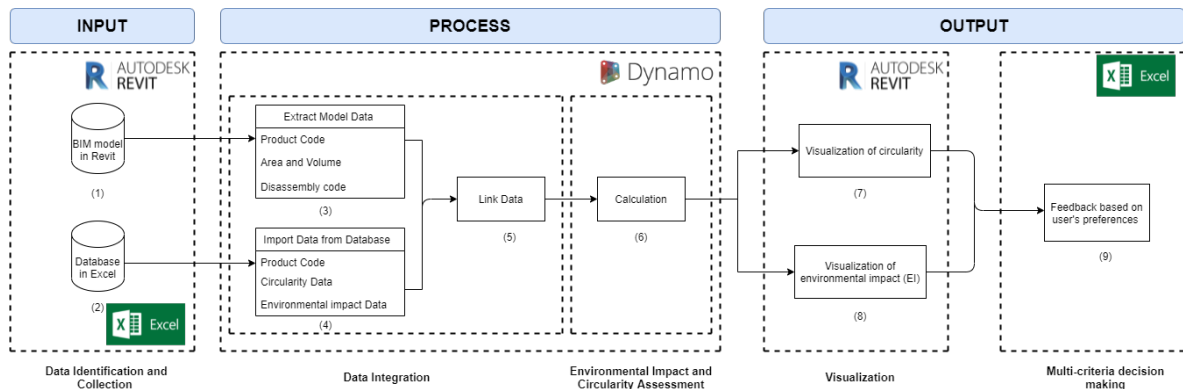 INPUT
PROCESS
OUTPUT
AUTODESK
REVIT
BIM model
in Revit
(1)
Database
in Excel
(2)
Excel
Dynamo
Extract Model Data
Product Code
Area and Volume
Disassembly code
(3)
Import Data from Database
Product Code
Circularity Data
Environmental impact Data
(4)
Link Data
(5)
Calculation
(6)
AUTODESK
REVIT
Visualization of circularity
(7)
Visualization of
environmental impact (EI)
(8)
Excel
Feedback based on
user's preferences
(9)
Data Identification and
Collection
Data Integration
Environmental Impact and
Circularity Assessment
Visualization
Multi-criteria decision
making